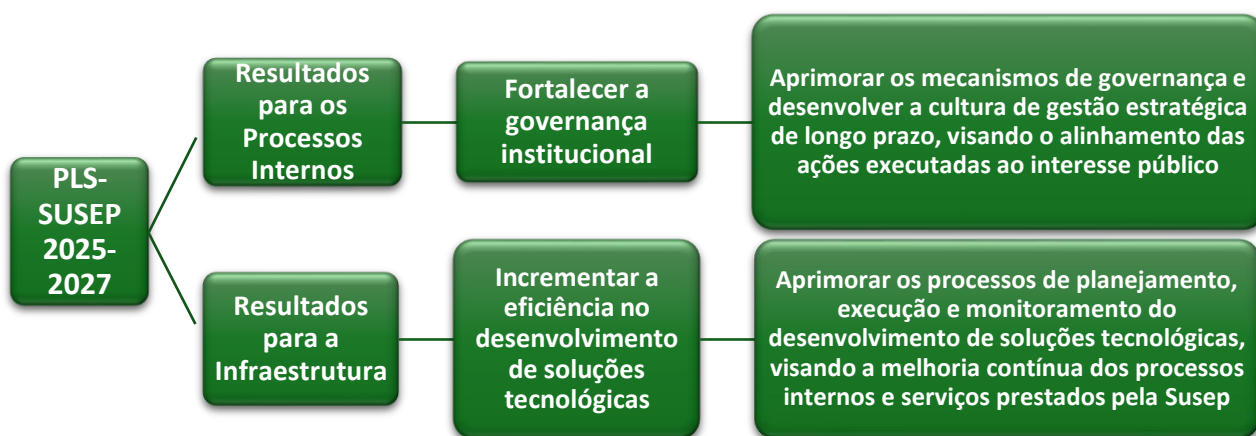 PLS-
SUSEP
2025-
2027
Resultados
para os
Processos
Internos
Fortalecer a
governança
institucional
Aprimorar os mecanismos de governança e
desenvolver a cultura de gestão estratégica
de longo prazo, visando o alinhamento das
ações executadas ao interesse público
Resultados
para a
Infraestrutura
Incrementar a
eficiência no
desenvolvimento
de soluções
tecnológicas
Aprimorar os processos de planejamento,
execução e monitoramento do
desenvolvimento de soluções tecnológicas,
visando a melhoria contínua dos processos
internos e serviços prestados pela Susep